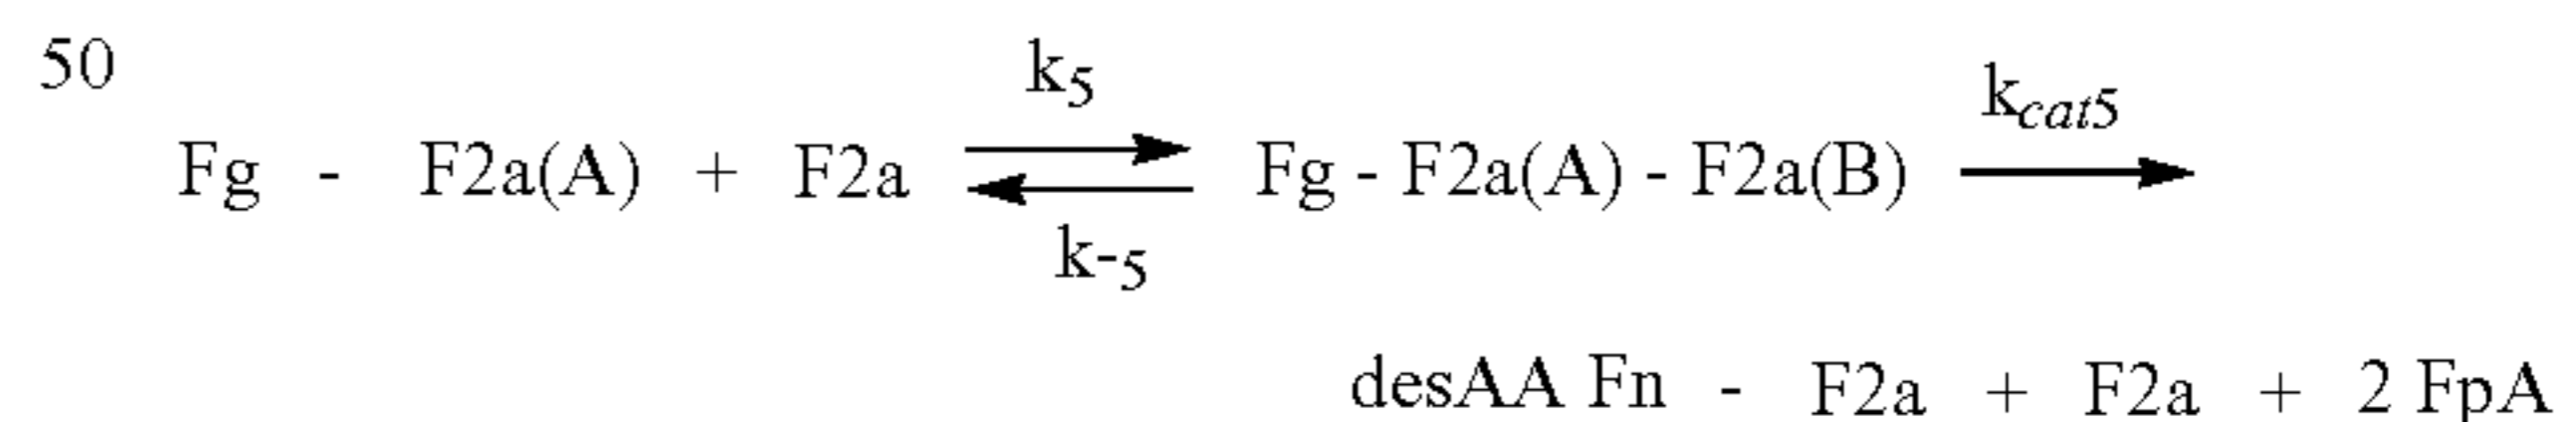 50
k5 kcat5
Fg - F2a(A) + F2a Fg - F2a(A) - F2a(B)
k-5
desAA Fn - F2a + F2a + 2 FpA